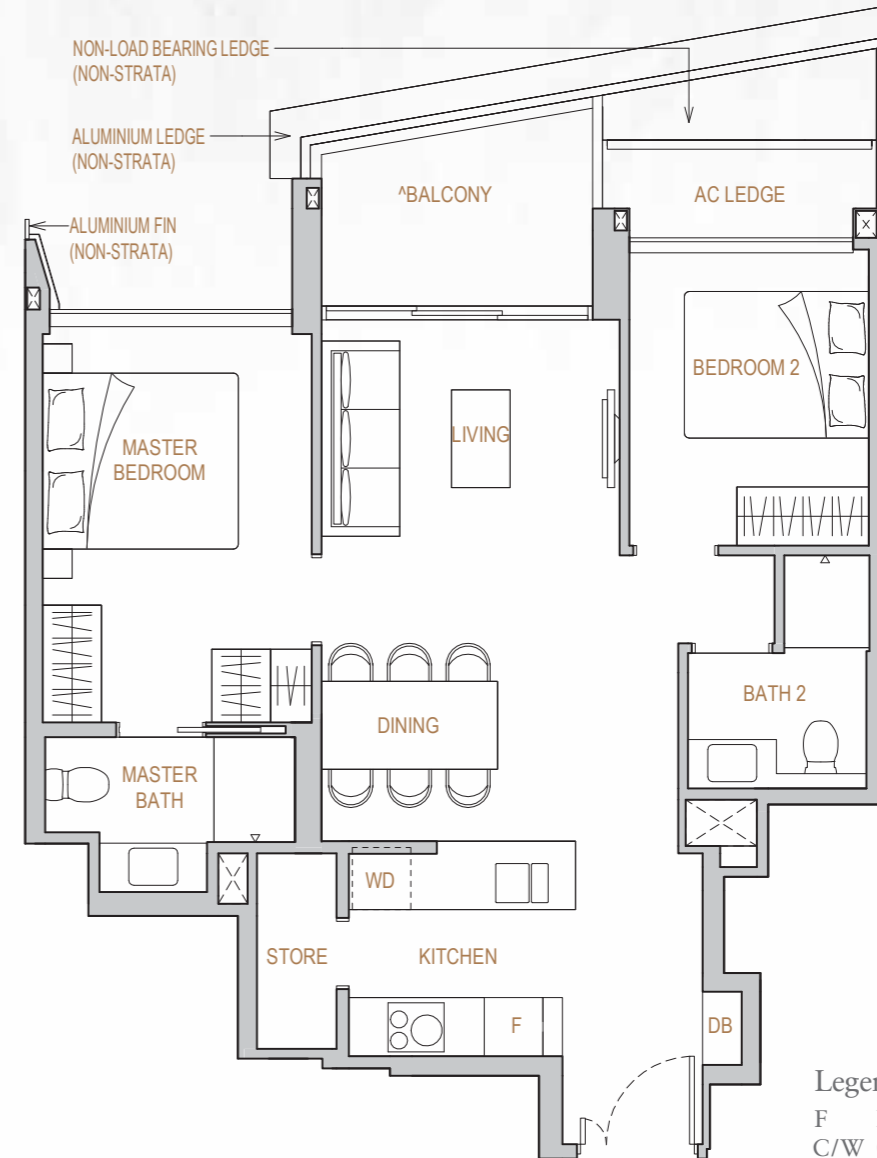 NON-LOAD BEARING LEDGE
(NON-STRATA)
ALUMINIUM LEDGE
(NON-STRATA)
^BALCONY
AC LEDGE
ALUMINIUM FIN
(NON-STRATA)
X
BEDROOM 2
LIVING
MASTER
BEDROOM
BATH 2
DINING
MASTER
BATH
WD
STORE
KITCHEN
F
DB
F
C/W